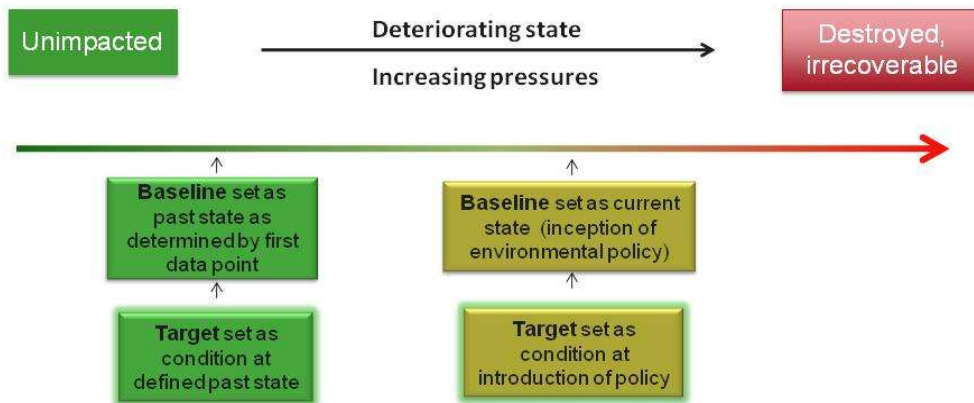 Unimpacted
Deteriorating state
Increasing pressures
Destroyed,
irrecoverable
Baseline set as
past state as
determined by first
data point
Baseline set as current
state (inception of
environmental policy)
Target set as
condition at
defined past state
Target set as
condition at
introduction of policy